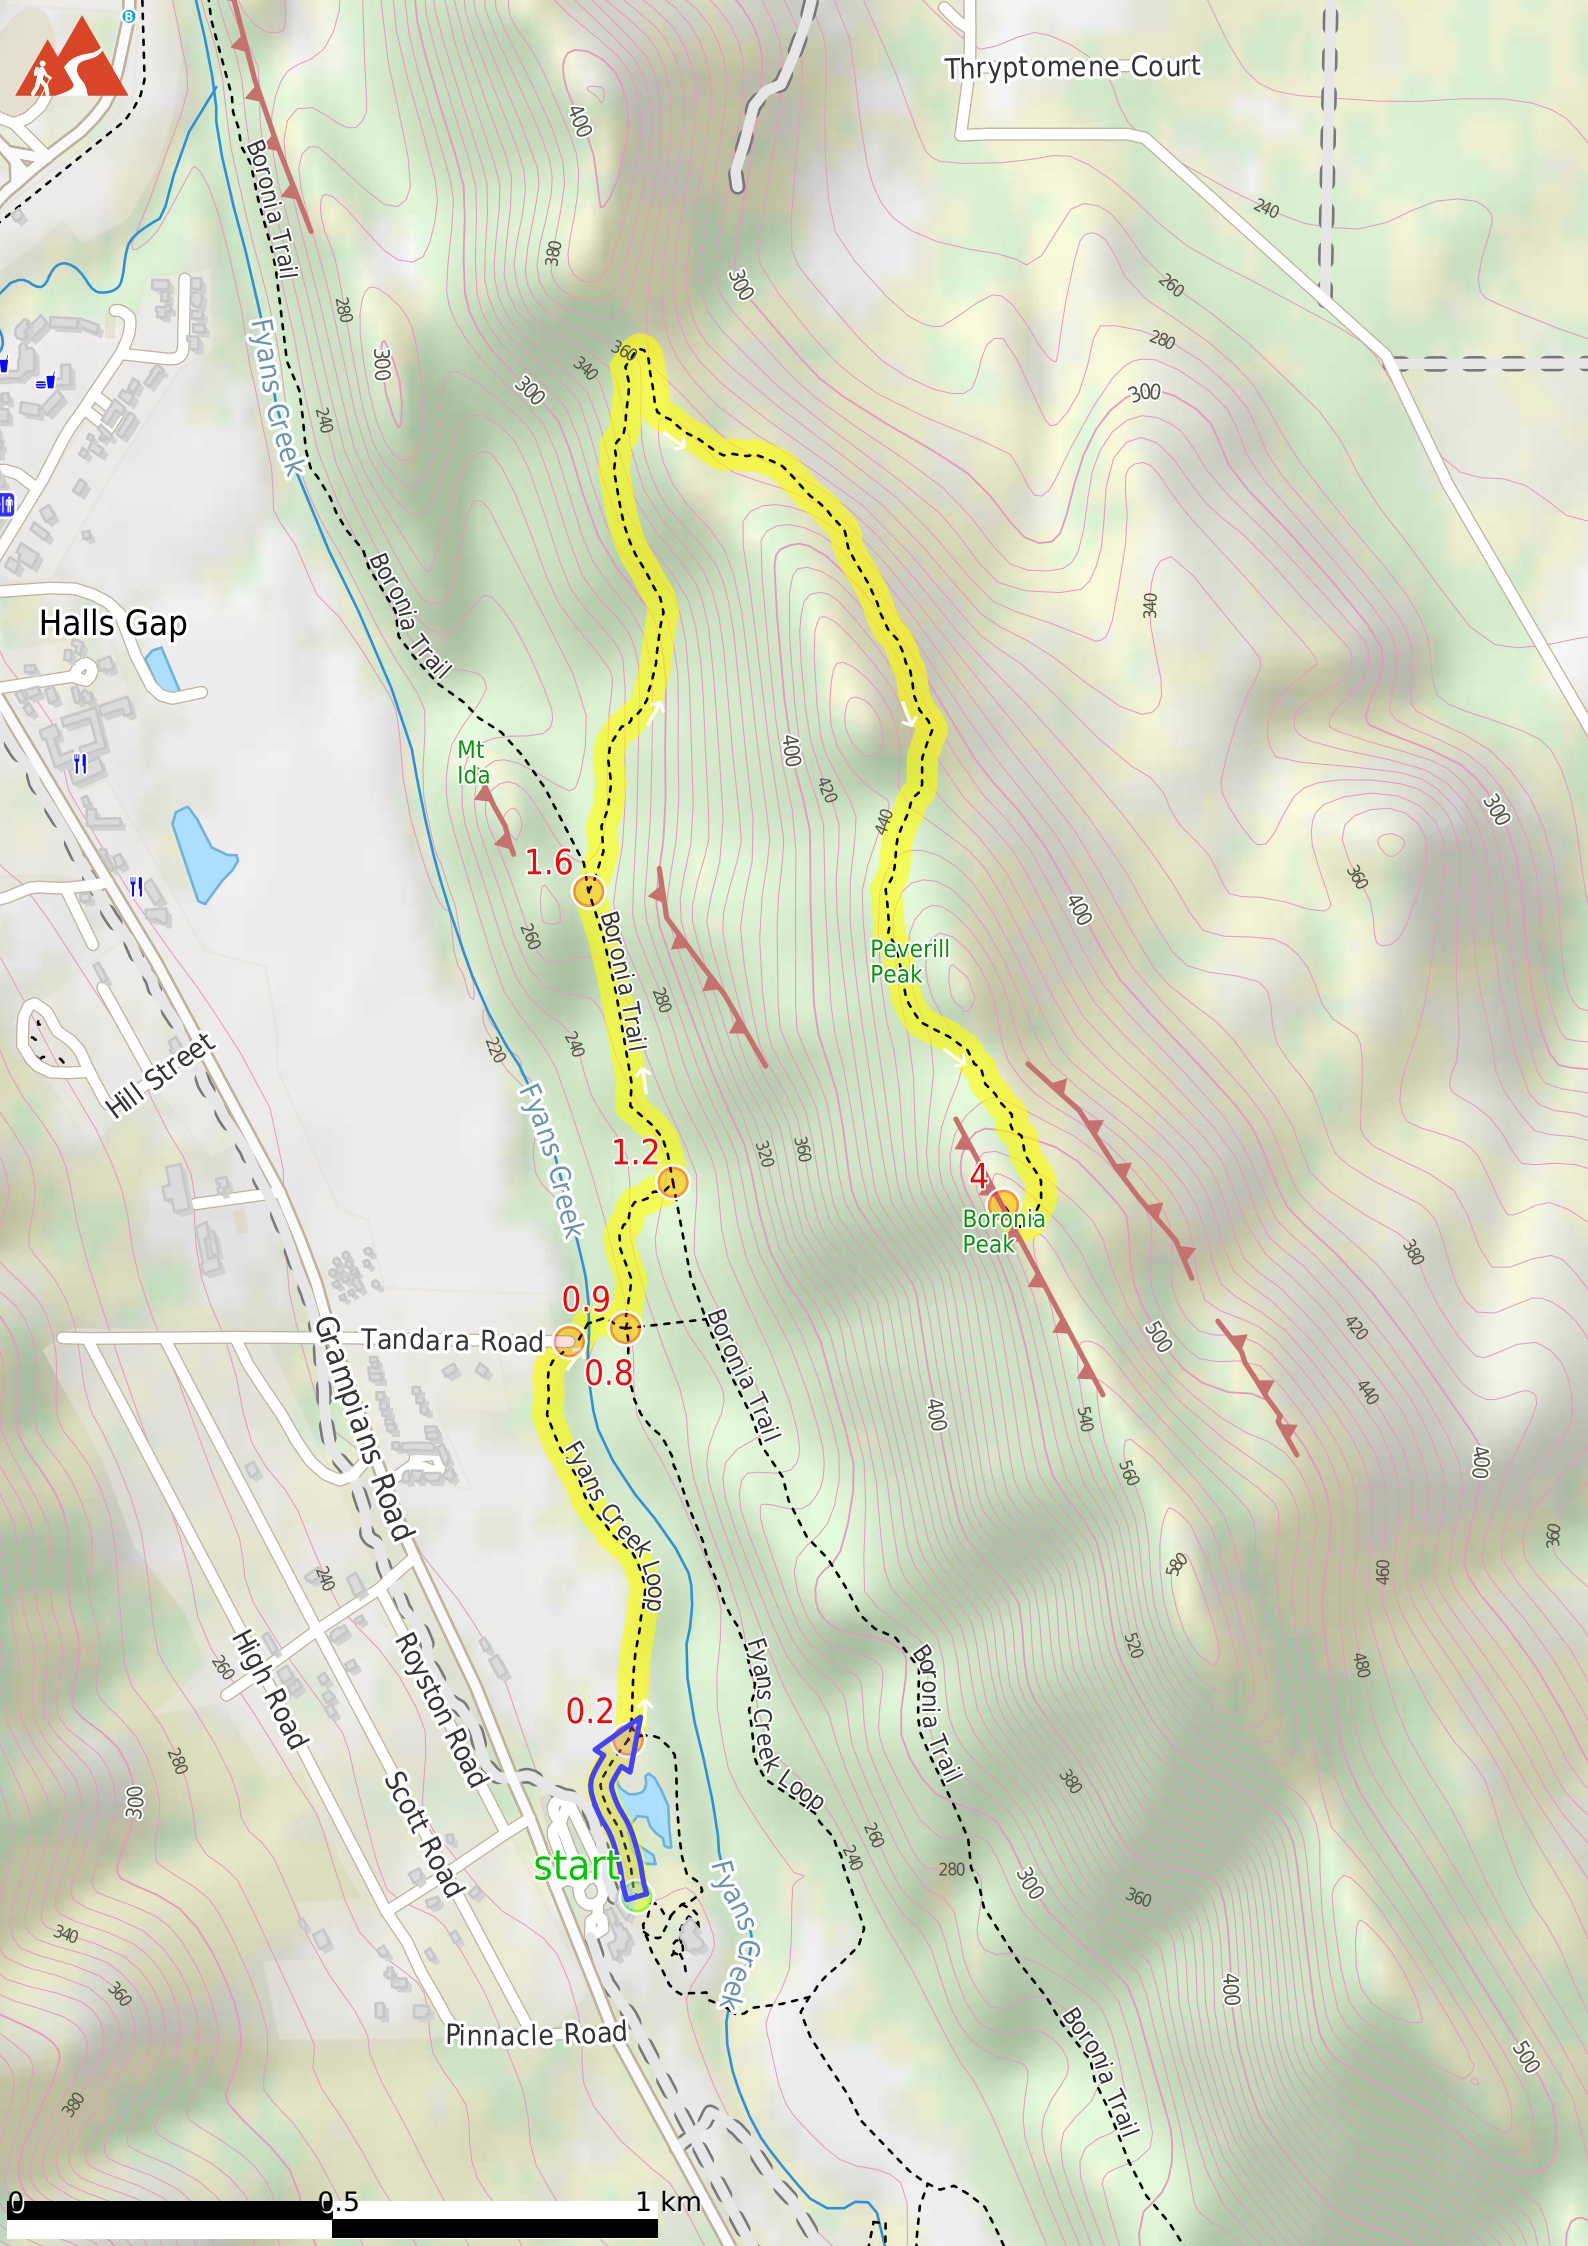 B
Thryptomene Court
400
Boronia Trail
240
380
300
260
280
280
Fyans-Creek
300
360
340
300
300
240
Boronia Trail
340
Halls Gap
Mt
Ida
400
420
440
300
1.6
360
400
260
Boronia Trail
Peverill
Peak
280
Hill Street
220
240
Fyans-Creek
1.2
320
360
4
Boronia
Peak
380
0.9
Tandara Road
0.8
Grampians Road
Boronia Trail
500
420
440
400
540
400
560
Fyans Creek Loop
580
460
360
240
High Road
260
Royston Road
Fyans Creek Loop
Boronia Trail
520
480
0.2
280
300
Scott Road
380
260
240
280
300
360
start
Fyans-Creek
340
360
400
Pinnacle Road
Boronia Trail
500
380
0
0.5
1 km